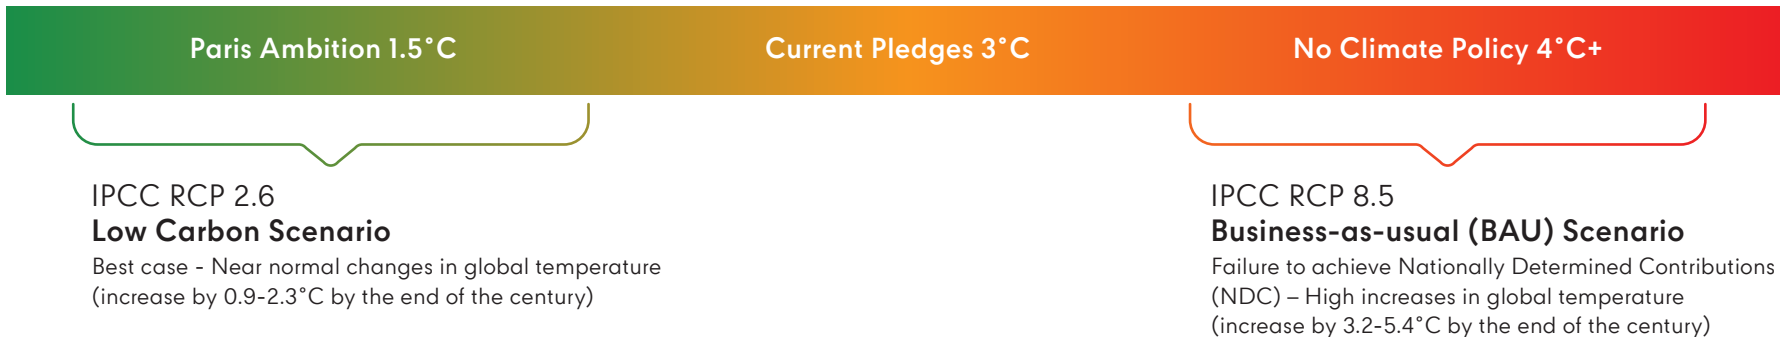 Paris Ambition 1.5°C
Current Pledges 3°C
No Climate Policy 4°C+
IPCC RCP 2.6
Low Carbon Scenario
Best case - Near normal changes in global temperature
(increase by 0.9-2.3°C by the end of the century)
IPCC RCP 8.5
Business-as-usual (BAU) Scenario
Failure to achieve Nationally Determined Contributions
(NDC) – High increases in global temperature
(increase by 3.2-5.4°C by the end of the century)